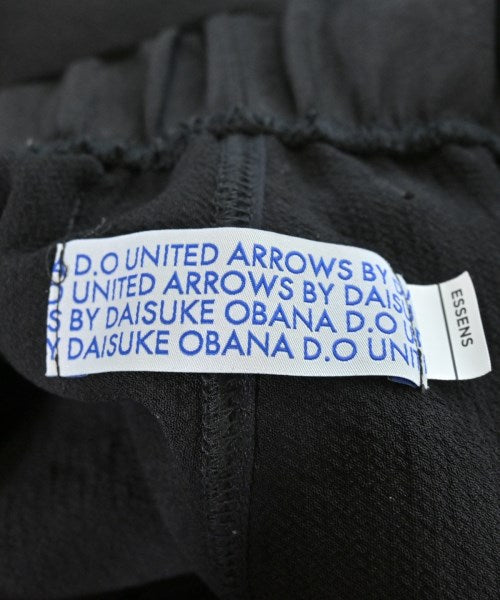 D.O UNITED ARROWS BY
UNITED ARROWS BY DAIS
S BY DAISUKE OBANA D.O U
DAISUKE OBANA D.O UNIT
ESSENS